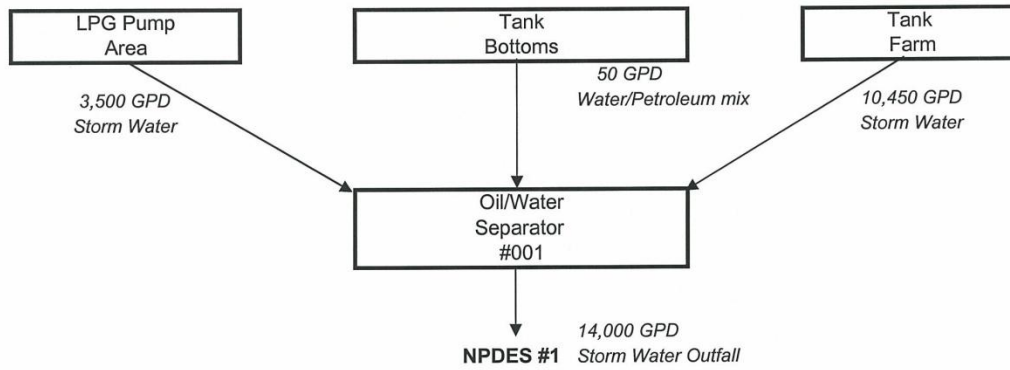 LPG Pump
Area
Tank
Bottoms
Tank
Farm
3,500 GPD
Storm Water
50 GPD
Water/Petroleum mix
10,450 GPD
Storm Water
Oil/Water
Separator
#001
NPDES #1
14,000 GPD
Storm Water Outfall